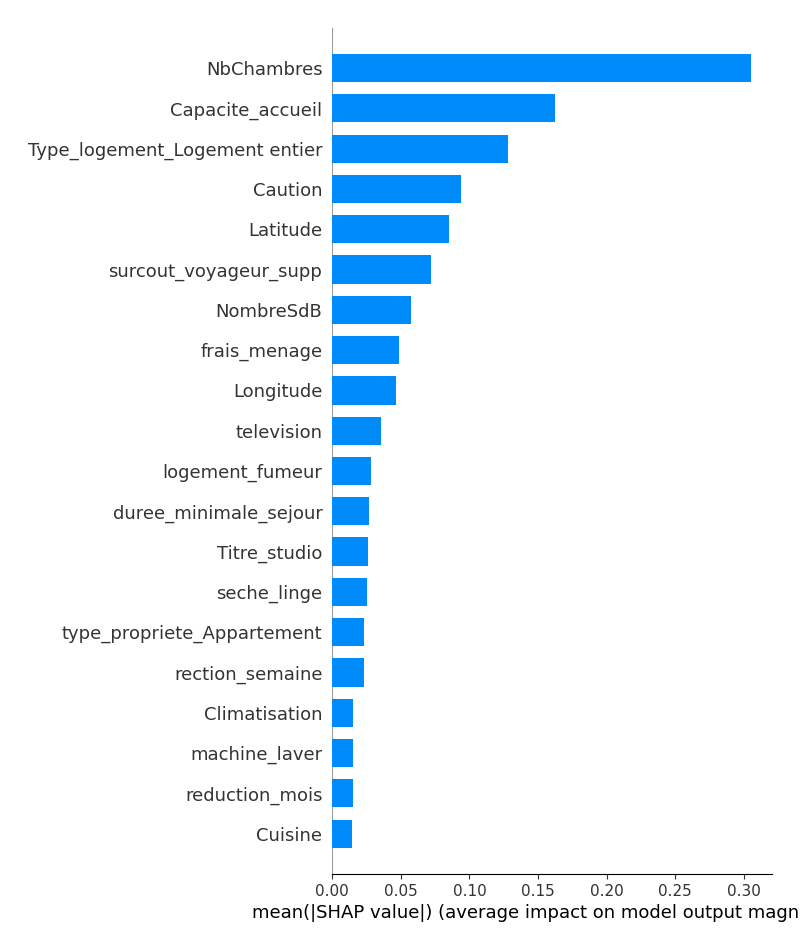 NbChambres
Capacite_accueil
Type_logement_Logement entier
Caution
Latitude
surcout_voyageur_supp
NombreSdB
frais_menage
Longitude
television
logement_fumeur
duree_minimale_sejour
Titre_studio
seche_linge
type_propriete_Appartement
rection_semaine
Climatisation
machine_laver
reduction_mois
Cuisine
0.00 0.05 0.10 0.15 0.20 0.25 0.30
mean(|SHAP value|) (average impact on model output magn